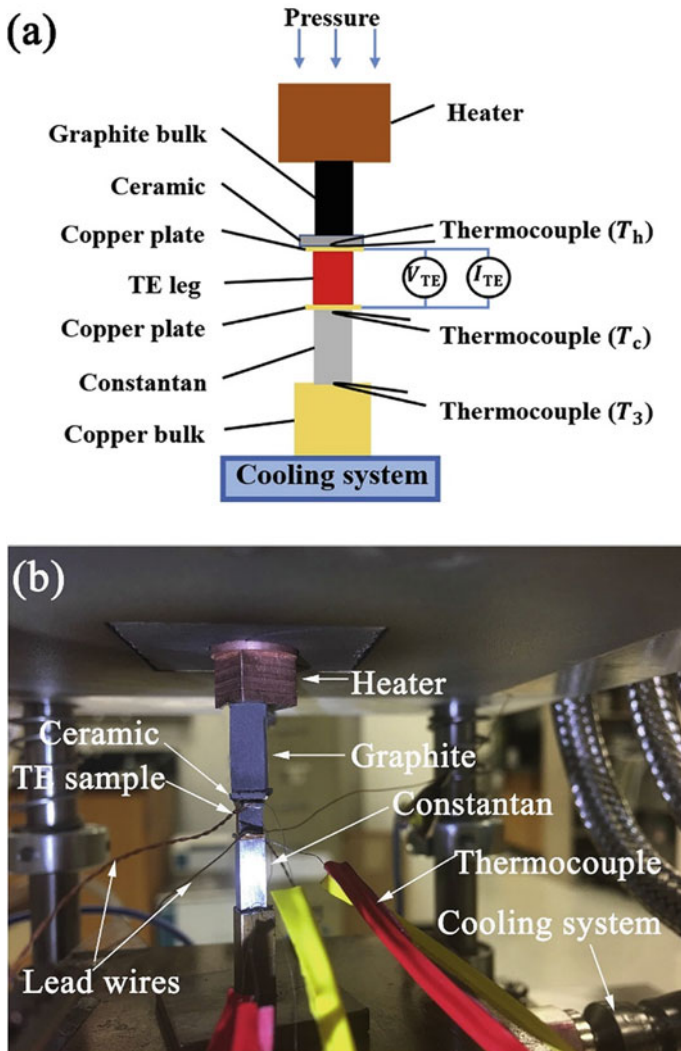 (a)
Pressure
Heater
Graphite bulk
Ceramic
Thermocouple (Th)
Copper plate
VTE
ITE
TE leg
Copper plate
Thermocouple (Tc)
Constantan
Thermocouple (T3)
Copper bulk
Cooling system
(b)
Heater
Ceramic
Graphite
TE sample
Constantan
Thermocouple
Cooling system
Lead wires